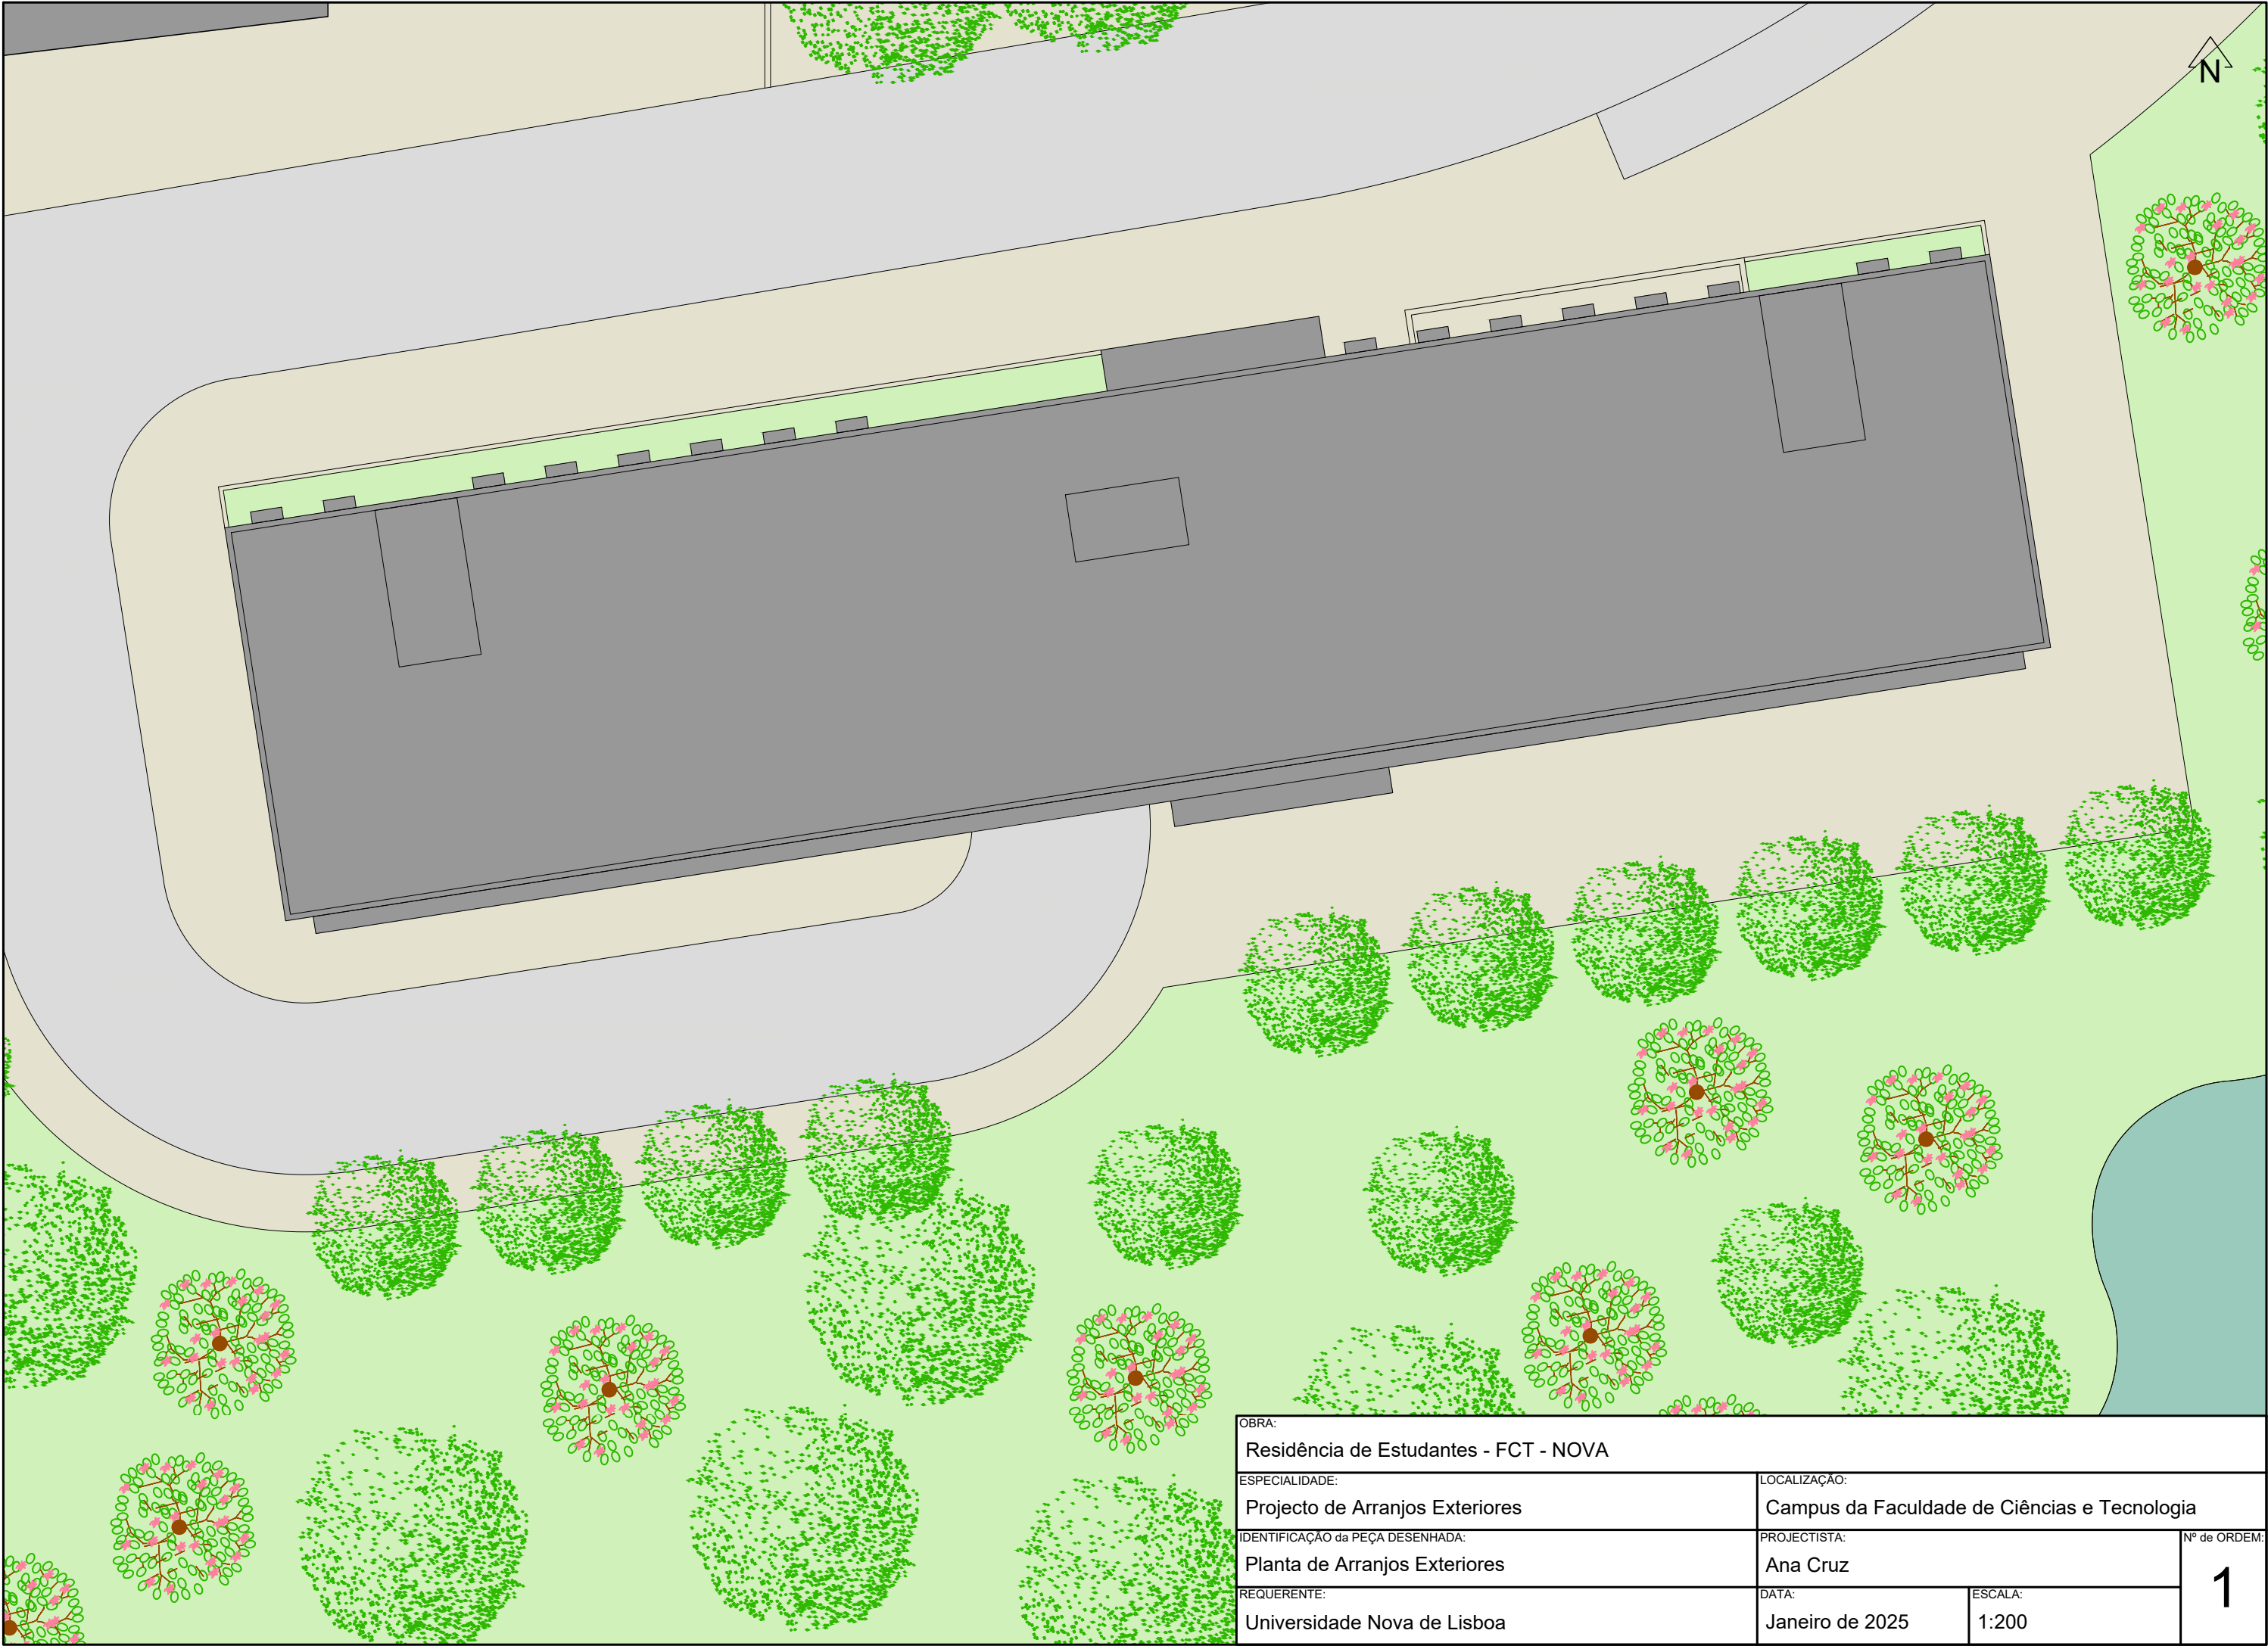 N
OBRA:
Residência de Estudantes - FCT - NOVA
ESPECIALIDADE:
Projecto de Arranjos Exteriores
LOCALIZAÇÃO:
Campus da Faculdade de Ciências e Tecnologia
IDENTIFICAÇÃO da PEÇA DESENHADA:
Planta de Arranjos Exteriores
PROJECTISTA:
Ana Cruz
Nº de ORDEM:
1
REQUERENTE:
Universidade Nova de Lisboa
DATA:
Janeiro de 2025
ESCALA:
1:200